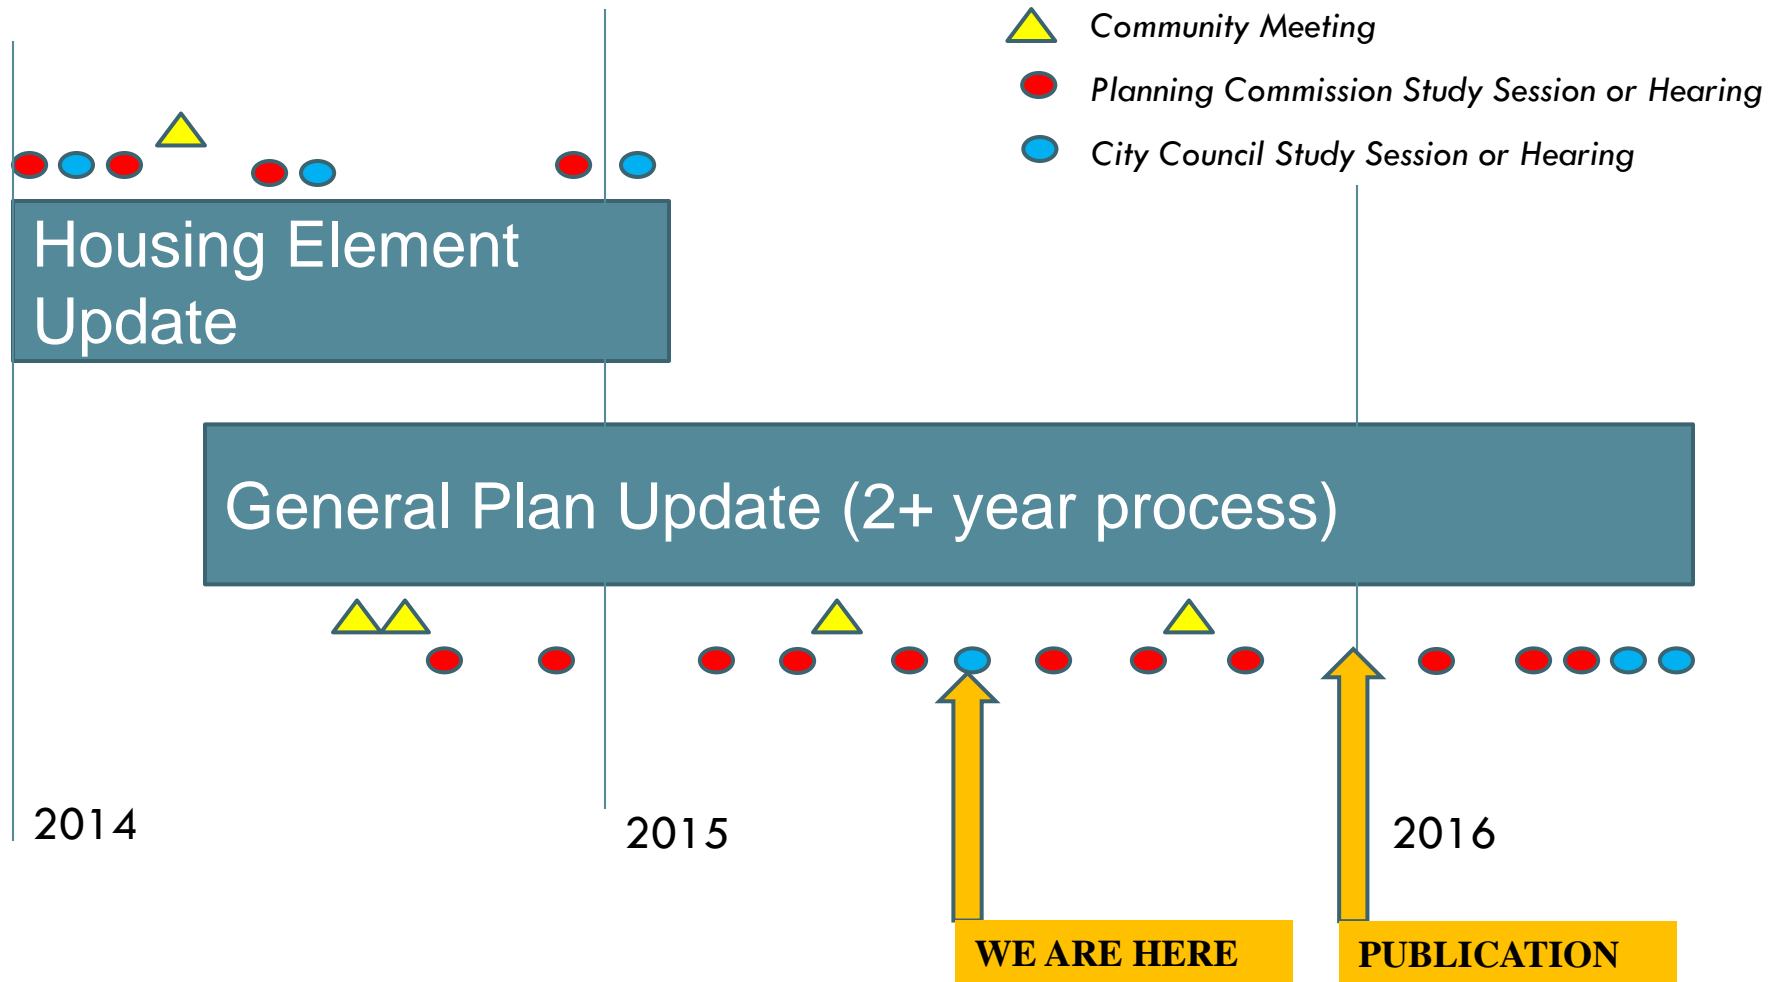 Community Meeting
Planning Commission Study Session or Hearing
City Council Study Session or Hearing
Housing Element
Update
General Plan Update (2+ year process)
2014
2015
2016
WE ARE HERE
PUBLICATION